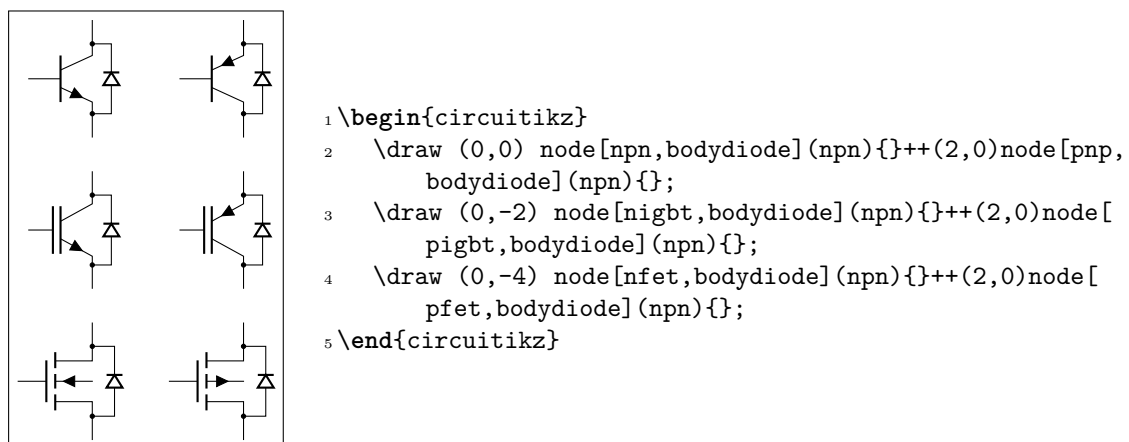 1 \begin{circuitikz}
2 \draw (0,0) node[npn,bodydiode](npn){}++(2,0)node[pnp,
bodydiode](npn){};
3 \draw (0,-2) node[nigbt,bodydiode](npn){}++(2,0)node[
pigbt,bodydiode](npn){};
4 \draw (0,-4) node[nfet,bodydiode](npn){}++(2,0)node[
pfet,bodydiode](npn){};
5 \end{circuitikz}